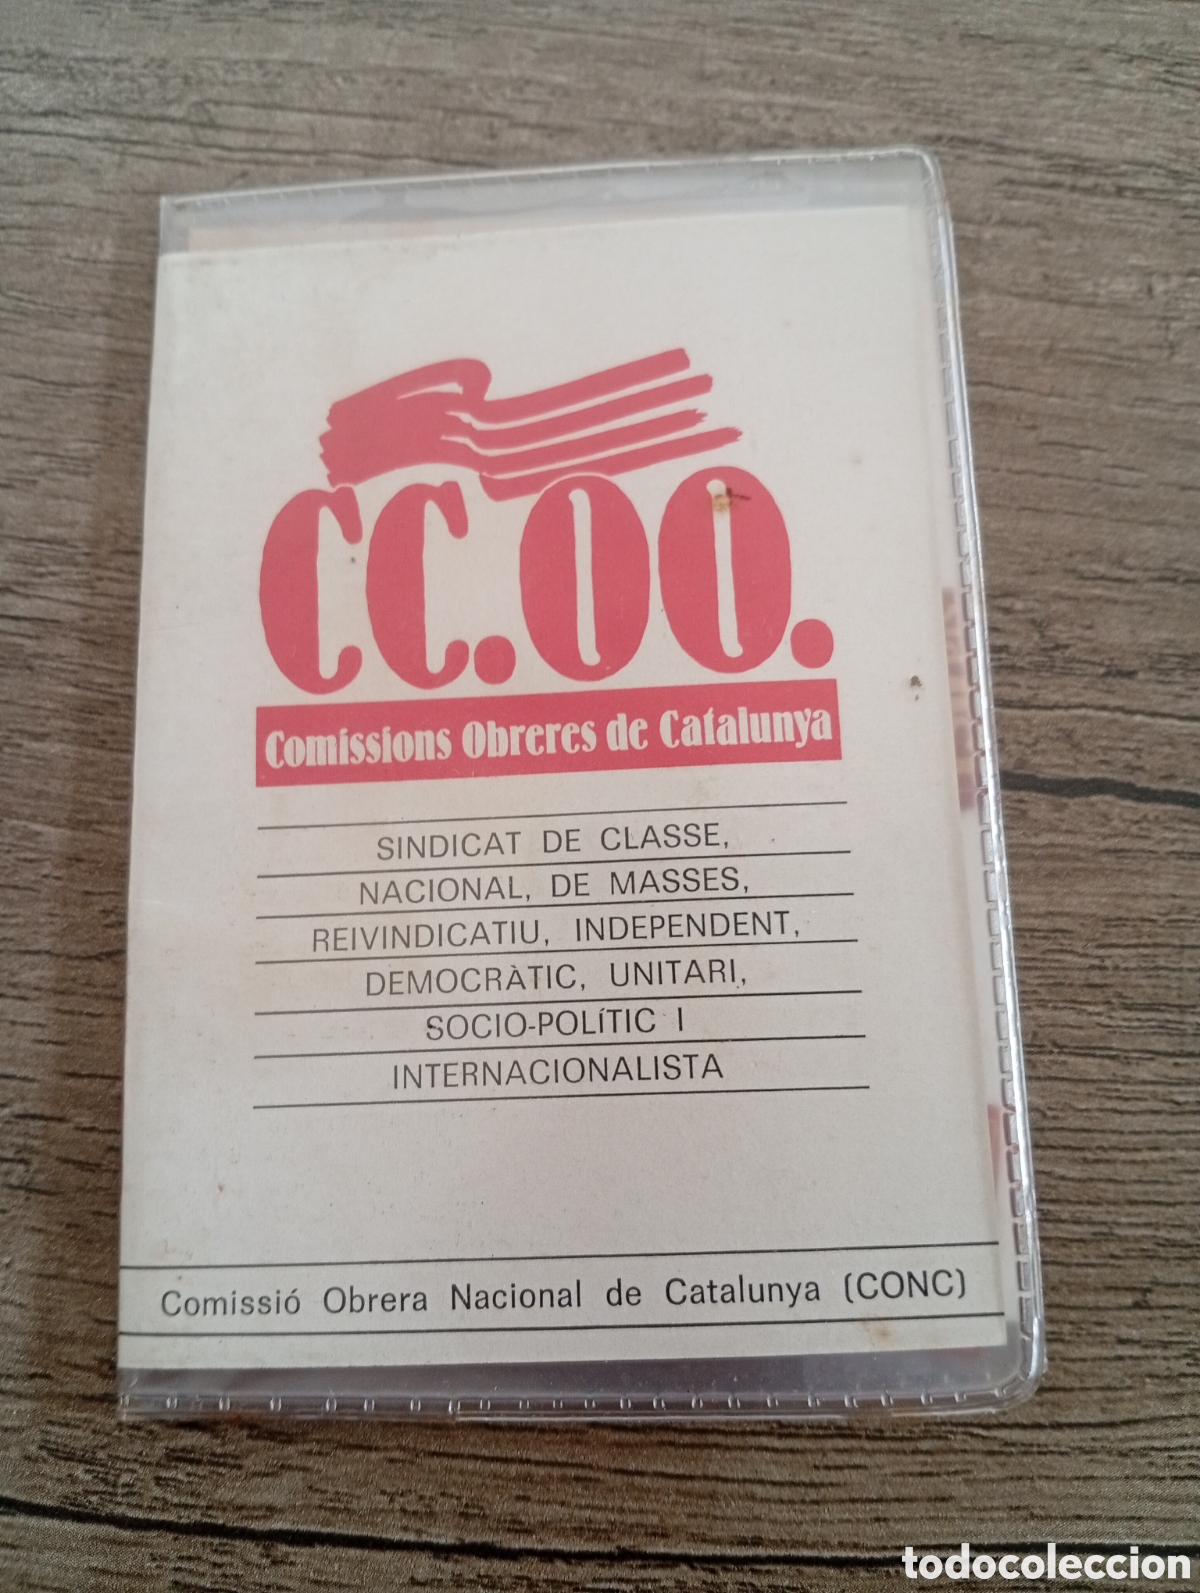 CC.OO.
Comissions Obreres de Catalunya
SINDICAT DE CLASSE,
NACIONAL, DE MASSES,
REIVINDICATIU, INDEPENDENT,
DEMOCRÀTIC, UNITARI,
SOCIO-POLÍTIC I
INTERNACIONALISTA
Comissió Obrera Nacional de Catalunya (CONC)
todocoleccion